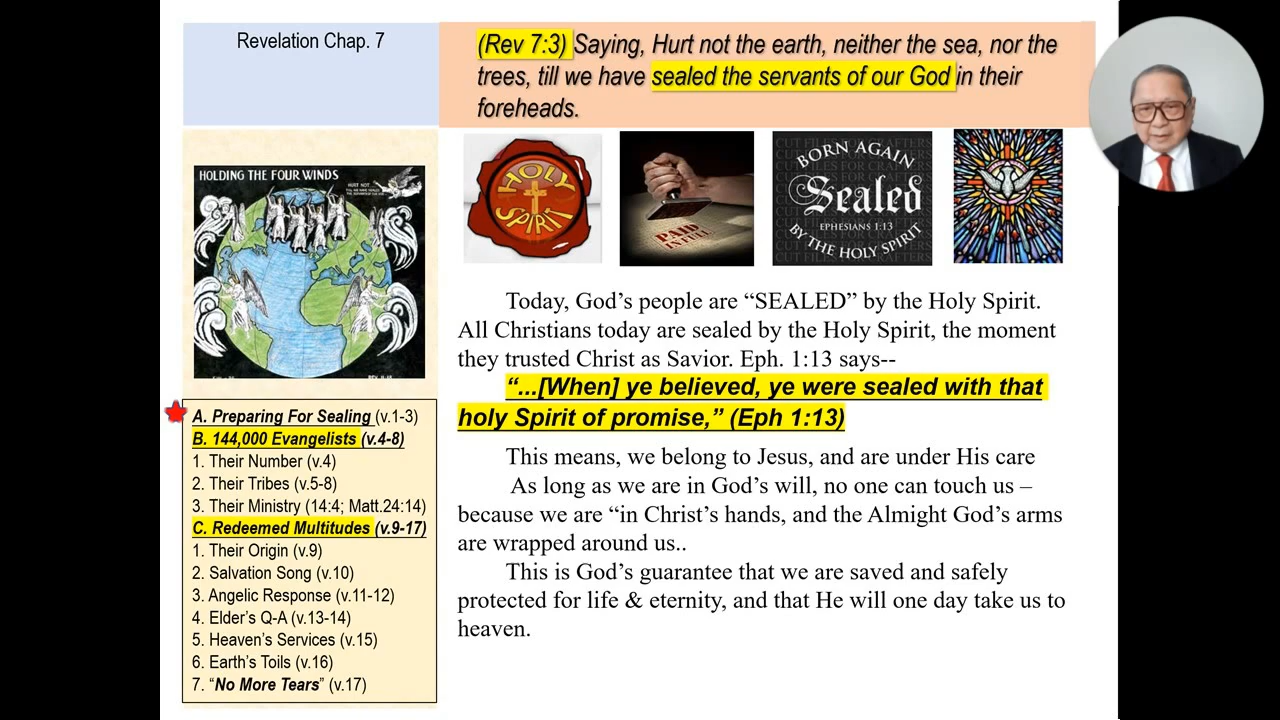 Revelation Chap. 7
(Rev 7:3) Saying, Hurt not the earth, neither the sea, nor the
trees, till we have sealed the servants of our God in their
foreheads.
HOLDING THE FOUR WINDS
HURT NOT
HOLY
SPIRIT
PAID
IN FULL
CUT FILES FOR CRAFTERS
BORN AGAIN
Sealed
EPHESIANS 1:13
BY THE HOLY SPIRIT
A. Preparing For Sealing (v.1-3)
B. 144,000 Evangelists (v.4-8)
1. Their Number (v.4)
2. Their Tribes (v.5-8)
3. Their Ministry (14:4; Matt.24:14)
C. Redeemed Multitudes (v.9-17)
1. Their Origin (v.9)
2. Salvation Song (v.10)
3. Angelic Response (v.11-12)
4. Elder’s Q-A (v.13-14)
5. Heaven’s Services (v.15)
6. Earth’s Toils (v.16)
7. “No More Tears” (v.17)
Today, God’s people are “SEALED” by the Holy Spirit.
All Christians today are sealed by the Holy Spirit, the moment
they trusted Christ as Savior. Eph. 1:13 says--
“...[When] ye believed, ye were sealed with that
holy Spirit of promise,” (Eph 1:13)
This means, we belong to Jesus, and are under His care
As long as we are in God’s will, no one can touch us –
because we are “in Christ’s hands, and the Almight God’s arms
are wrapped around us..
This is God’s guarantee that we are saved and safely
protected for life & eternity, and that He will one day take us to
heaven.